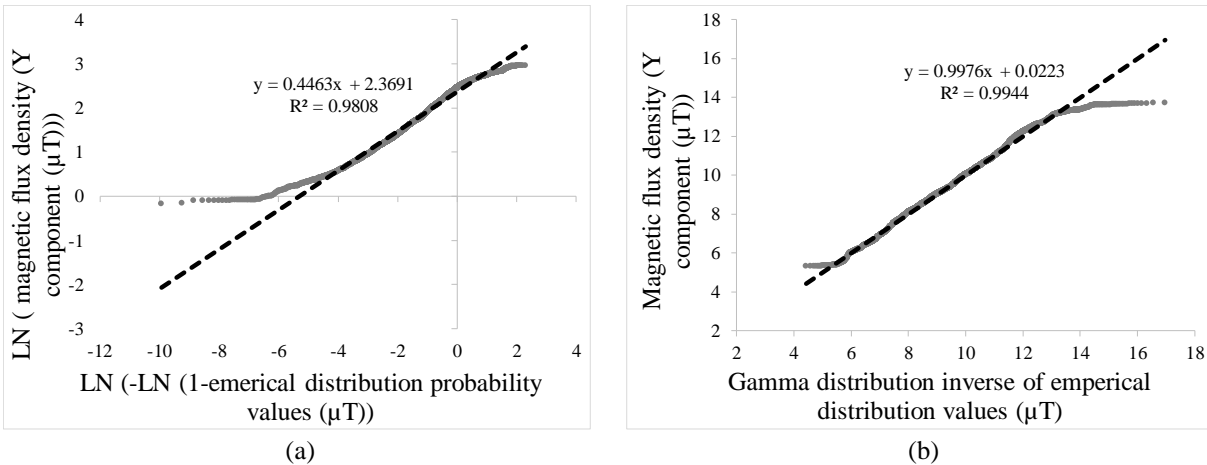 LN ( magnetic flux density (Y
component (µT)))
4
3
2
1
0
-1
-2
-3
y = 0.4463x + 2.3691
R² = 0.9808
-12 -10 -8 -6 -4 -2 0 2 4
LN (-LN (1-emerical distribution probability
values (µT))
(a)
Magnetic flux density (Y
component (µT))
18
16
14
12
10
8
6
4
2
y = 0.9976x + 0.0223
R² = 0.9944
2 4 6 8 10 12 14 16 18
Gamma distribution inverse of emperical
distribution values (µT)
(b)